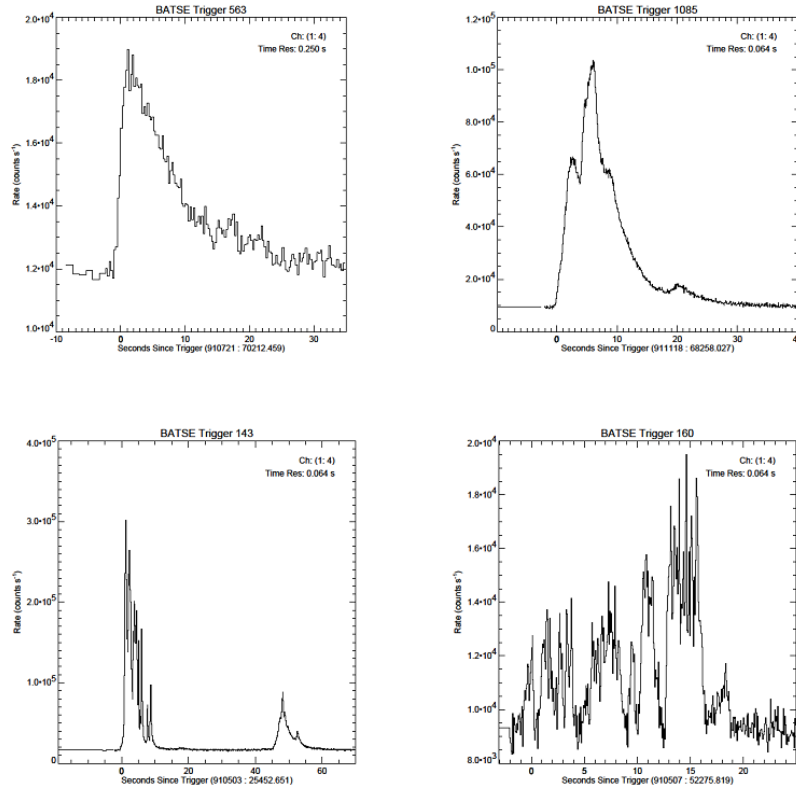 BATSE Trigger 563
Ch: (1: 4)
Time Res: 0.250 s
Rate (counts s⁻¹)
2.0•10⁴
1.8•10⁴
1.6•10⁴
1.4•10⁴
1.2•10⁴
1.0•10⁴
-10 0 10 20 30
Seconds Since Trigger (910721 : 70212.459)
BATSE Trigger 1085
Ch: (1: 4)
Time Res: 0.064 s
Rate (counts s⁻¹)
1.2•10⁵
1.0•10⁵
8.0•10⁴
6.0•10⁴
4.0•10⁴
2.0•10⁴
0
0 10 20 30 40
Seconds Since Trigger (911118 : 68258.027)
BATSE Trigger 143
Ch: (1: 4)
Time Res: 0.064 s
Rate (counts s⁻¹)
4.0•10⁵
3.0•10⁵
2.0•10⁵
1.0•10⁵
0
0 20 40 60
Seconds Since Trigger (910503 : 25452.651)
BATSE Trigger 160
Ch: (1: 4)
Time Res: 0.064 s
Rate (counts s⁻¹)
2.0•10⁴
1.8•10⁴
1.6•10⁴
1.4•10⁴
1.2•10⁴
1.0•10⁴
8.0•10³
0 5 10 15 20
Seconds Since Trigger (910507 : 52275.819)